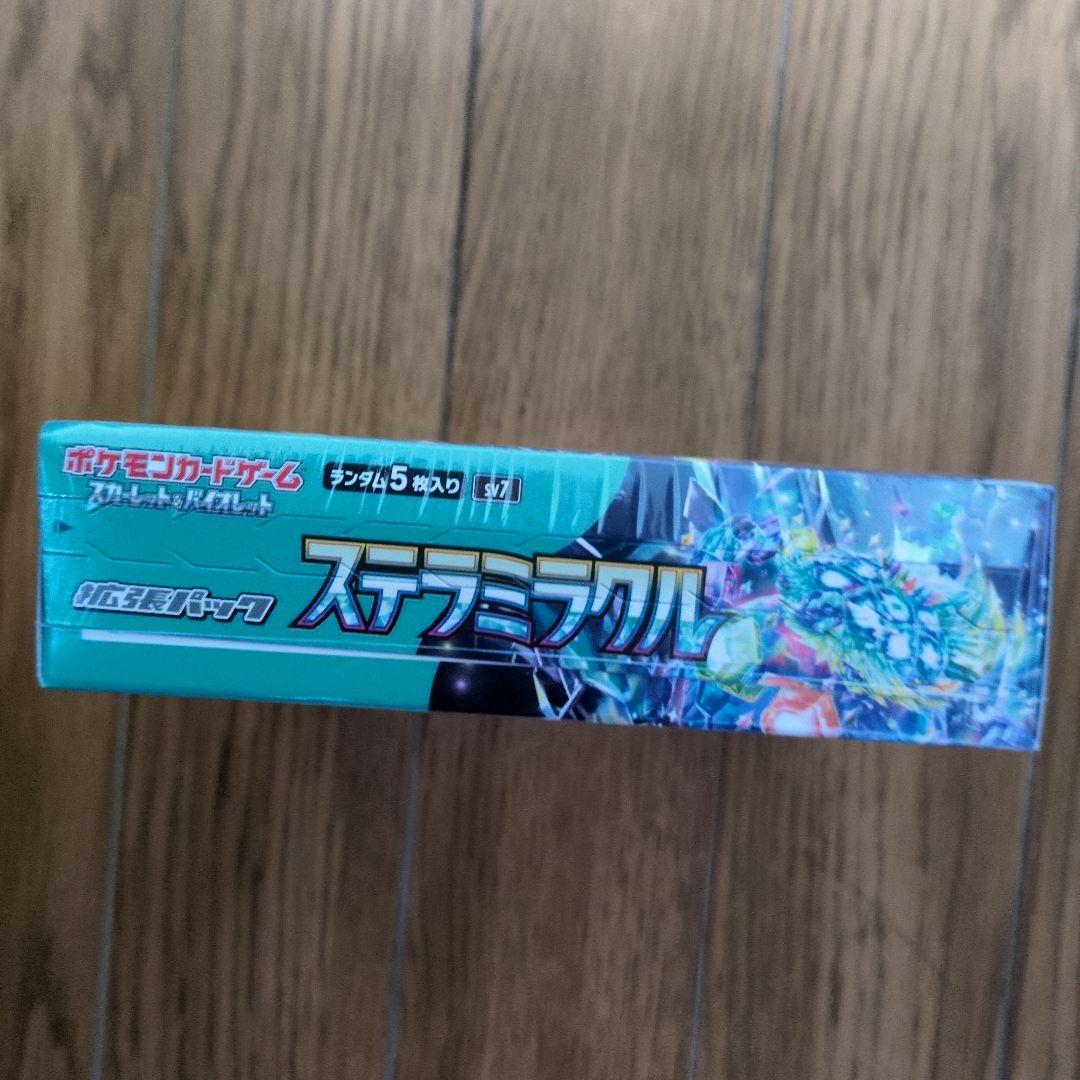 ポケモンカードゲーム
スカーレット&バイオレット
ランダム5枚入り
sv7
拡張パック
ステラミラクル